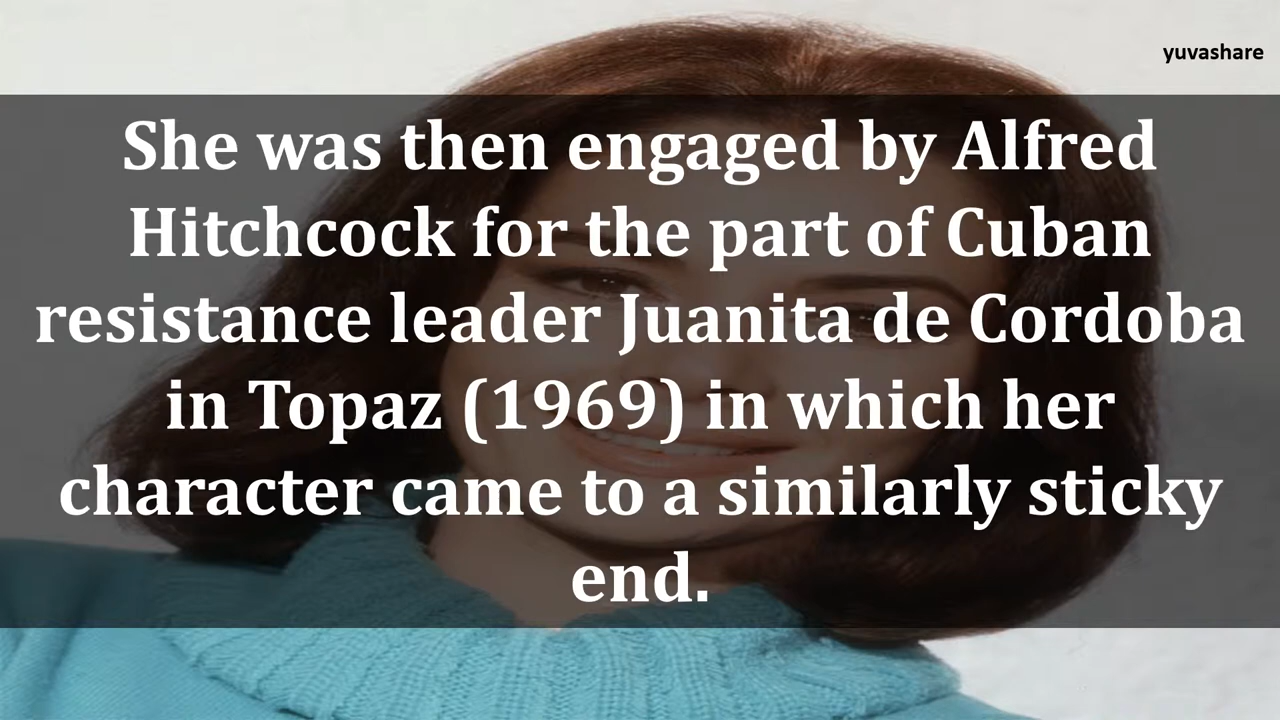 yuvashare
She was then engaged by Alfred
Hitchcock for the part of Cuban
resistance leader Juanita de Cordoba
in Topaz (1969) in which her
character came to a similarly sticky
end.